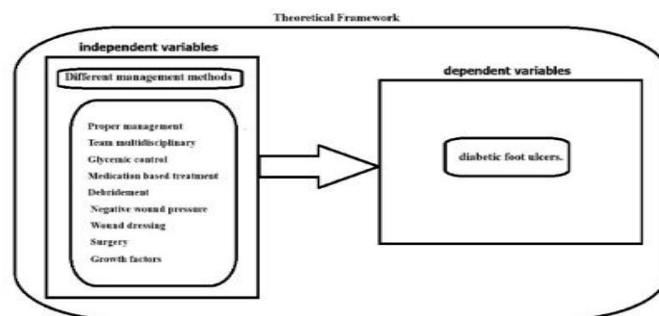 Theoretical Framework
independent variables
Different management methods
Proper management
Team multidisciplinary
Glycemic control
Medication based treatment
Debridement
Negative wound pressure
Wound dressing
Surgery
Growth factors
dependent variables
diabetic foot ulcers.